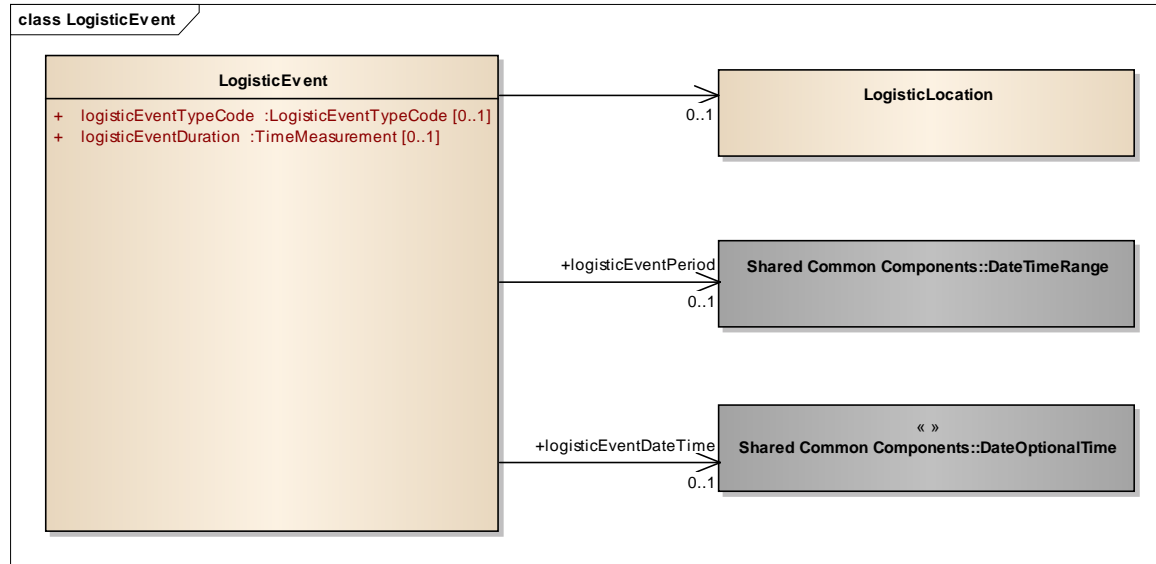 class LogisticEvent
LogisticEvent
+ logisticEventTypeCode :LogisticEventTypeCode [0..1]
+ logisticEventDuration :TimeMeasurement [0..1]
LogisticLocation
0..1
+logisticEventPeriod
0..1
Shared Common Components::DateTimeRange
+logisticEventDateTime
0..1
« »
Shared Common Components::DateOptionalTime